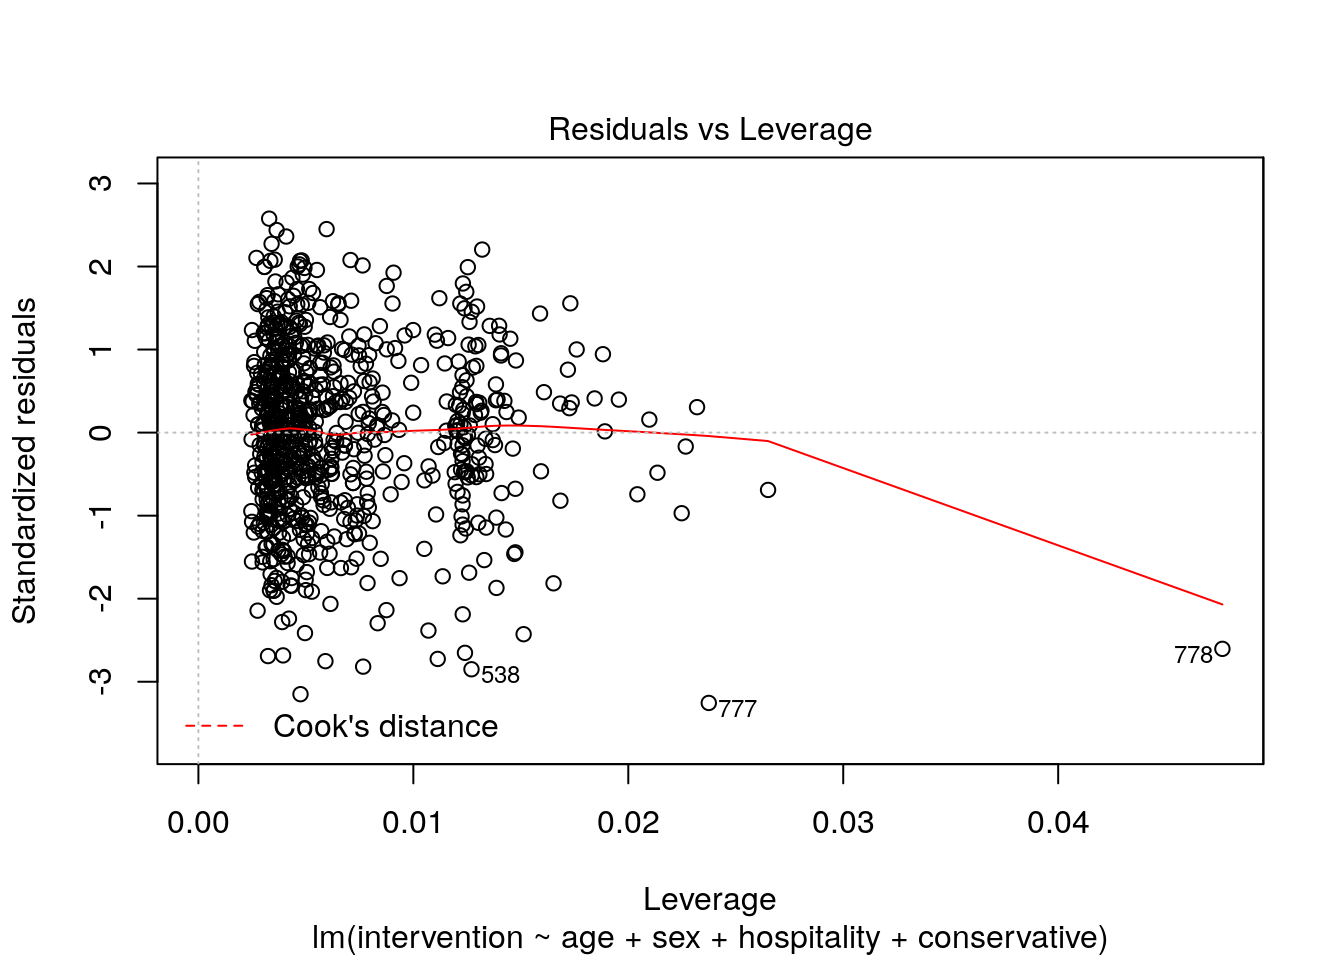 Residuals vs Leverage
Standardized residuals
3
2
1
0
-1
-2
-3
538
777
778
Cook's distance
0.00 0.01 0.02 0.03 0.04
Leverage
lm(intervention ~ age + sex + hospitality + conservative)